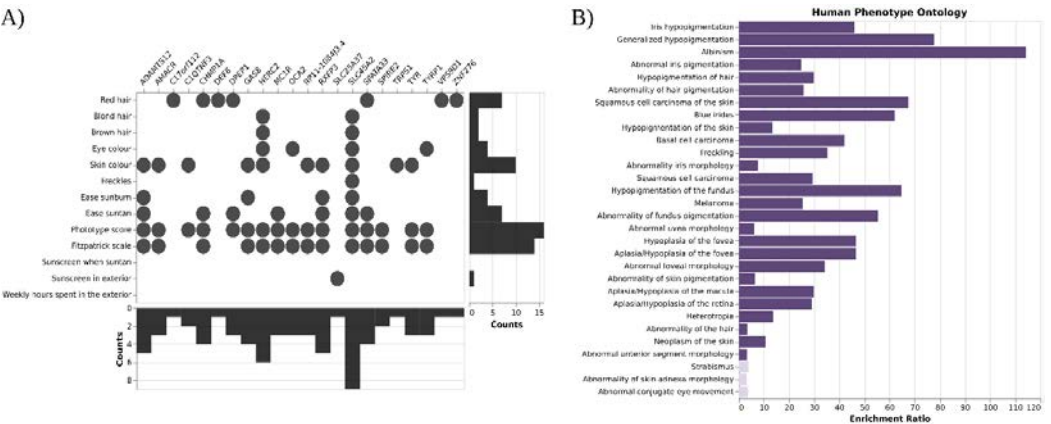 A)
B)
ADAMTS12
AMACR
C17orf112
C1QTNF3
CHMP1A
DEF8
DPEP1
GAS8
HERC2
MC1R
OCA2
RP11-1084J3.4
RXFP3
SLC25A37
SLC45A2
SPATA33
SPIRE2
TRPS1
TYR
TYRP1
VPS9D1
ZNF276
Red hair
Blond hair
Brown hair
Eye colour
Skin colour
Freckles
Ease sunburn
Ease suntan
Phototype score
Fitzpatrick scale
Sunscreen when suntan
Sunscreen in exterior
Weekly hours spent in the exterior
0 5 10 15
Counts
0
2
4
6
8
Counts
Human Phenotype Ontology
Iris hypopigmentation
Generalized hypopigmentation
Albinism
Abnormal iris pigmentation
Hypopigmentation of hair
Abnormality of hair pigmentation
Squamous cell carcinoma of the skin
Blue irides
Hypopigmentation of the skin
Basal cell carcinoma
Freckling
Abnormality iris morphology
Squamous cell carcinoma
Hypopigmentation of the fundus
Melanoma
Abnormality of fundus pigmentation
Abnormal uvea morphology
Hypoplasia of the fovea
Aplasia/Hypoplasia of the fovea
Abnormal foveal morphology
Abnormality of skin pigmentation
Aplasia/Hypoplasia of the macula
Aplasia/Hypoplasia of the retina
Heterotropia
Abnormality of the hair
Neoplasm of the skin
Abnormal anterior segment morphology
Strabismus
Abnormality of skin adnexa morphology
Abnormal conjugate eye movement
0 10 20 30 40 50 60 70 80 90 100 110 120
Enrichment Ratio